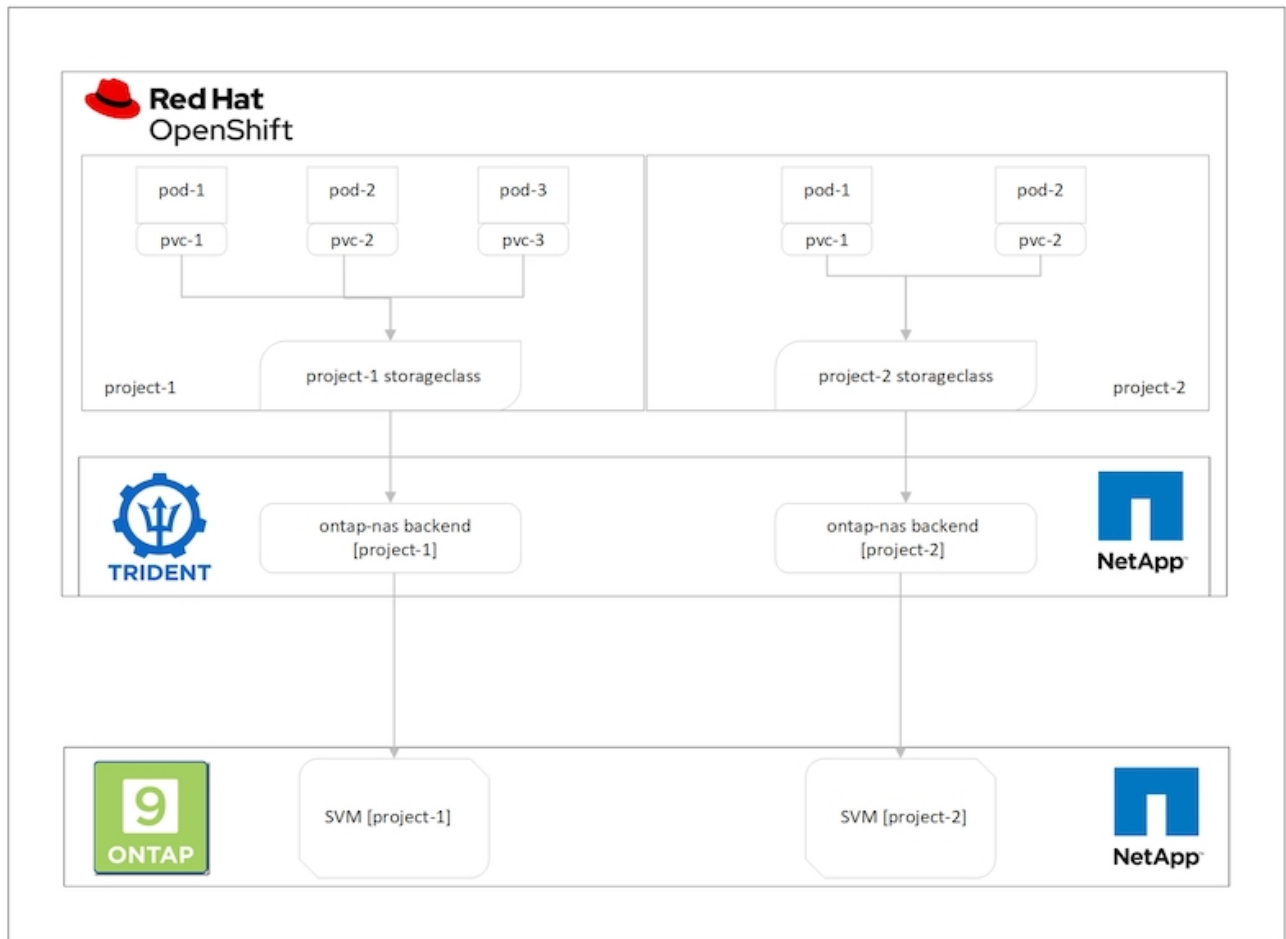 Red Hat
OpenShift
pod-1
pod-2
pod-3
pvc-1
pvc-2
pvc-3
project-1 storageclass
project-1
pod-1
pod-2
pvc-1
pvc-2
project-2 storageclass
project-2
TRIDENT
ontap-nas backend
[project-1]
ontap-nas backend
[project-2]
NetApp™
9
ONTAP
SVM [project-1]
SVM [project-2]
NetApp™